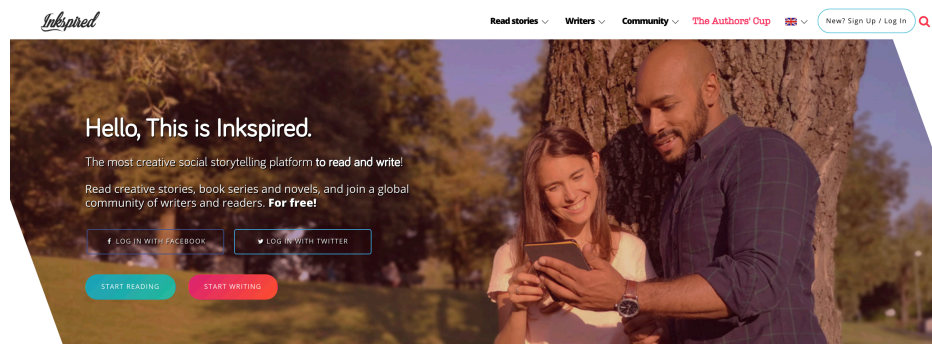 Inkspired
Read stories
Writers
Community
The Authors' Cup
New? Sign Up / Log In
Hello, This is Inkspired.
The most creative social storytelling platform to read and write!
Read creative stories, book series and novels, and join a global
community of writers and readers. For free!
LOG IN WITH FACEBOOK
LOG IN WITH TWITTER
START READING
START WRITING